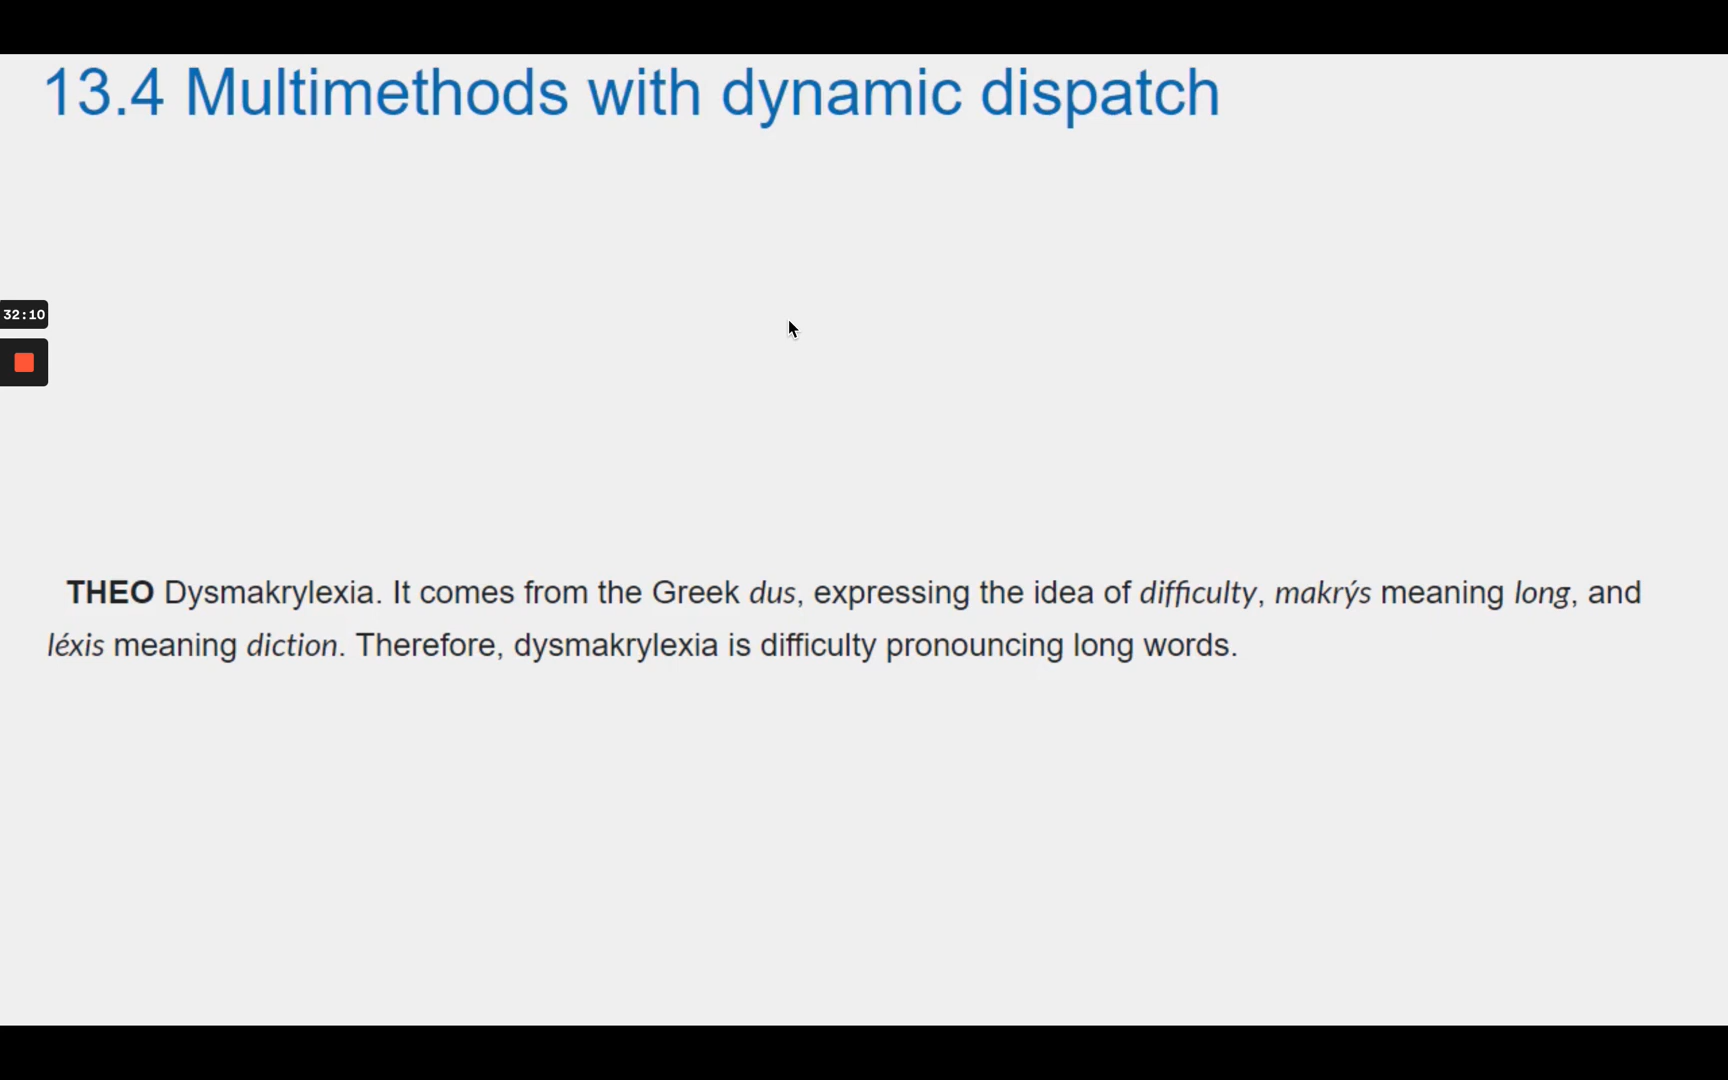 13.4 Multimethods with dynamic dispatch
32:10
THEO Dysmakrylexia. It comes from the Greek dus, expressing the idea of difficulty, makrýs meaning long, and
léxis meaning diction. Therefore, dysmakrylexia is difficulty pronouncing long words.